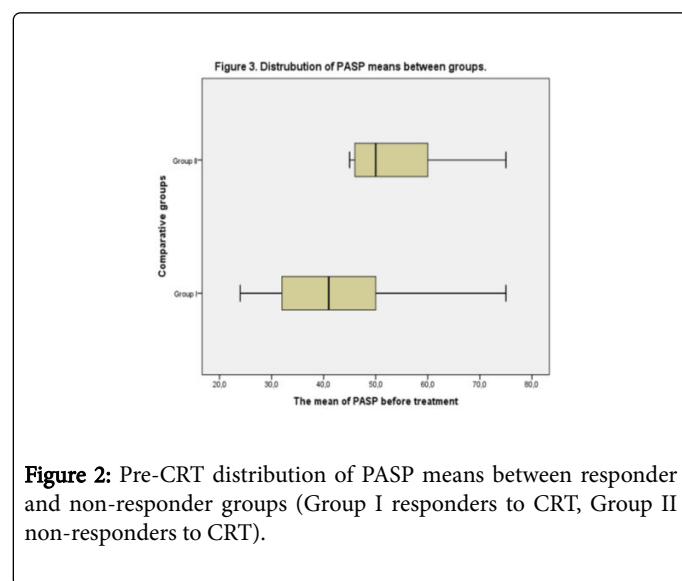 Figure 3. Distrubution of PASP means between groups.
Comparative groups
Group II
Group I
20,0 30,0 40,0 50,0 60,0 70,0 80,0
The mean of PASP before treatment
Figure 2: Pre-CRT distribution of PASP means between responder
and non-responder groups (Group I responders to CRT, Group II
non-responders to CRT).